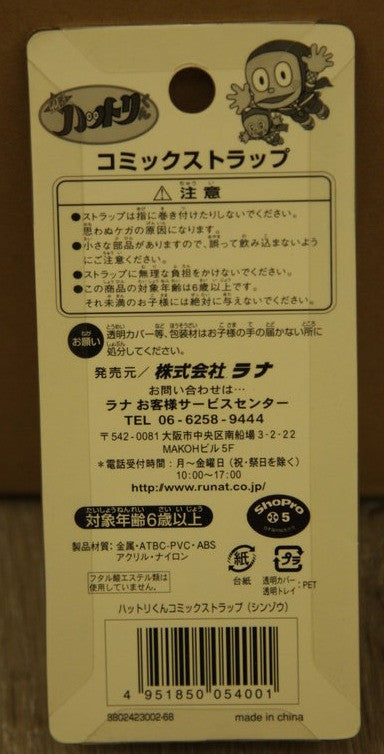 忍者ハットリくん
コミックストラップ
⚠注意
●ストラップは指に巻き付けたりしないでください。
思わぬケガの原因になります。
●小さな部品がありますので、誤って飲み込まないよう
にご注意ください。
●ストラップに無理な負担をかけないでください。
●この商品の対象年齢は6歳以上です。
それ未満のお子様には絶対に与えないでください。
お願い 透明カバー等、包装材はお子様の手の届かない所に
処分してください。
発売元/株式会社ラナ
お問い合わせは…
ラナ お客様サービスセンター
TEL 06-6258-9444
〒542-0081 大阪市中央区南船場3-2-22
MAKOHビル5F
*電話受付時間:月〜金曜日(祝・祭日を除く)
10:00〜17:00
http://www.runat.co.jp/
対象年齢6歳以上
ShoPro
5
製品材質:金属・ATBC-PVC・ABS
アクリル・ナイロン
フタル酸エステル類は
使用していません。
紙
台紙
プラ
透明カバー・
透明トレイ:PET
ハットリくんコミックストラップ(シンゾウ)
4 951850 054001
3802423002-68
made in china